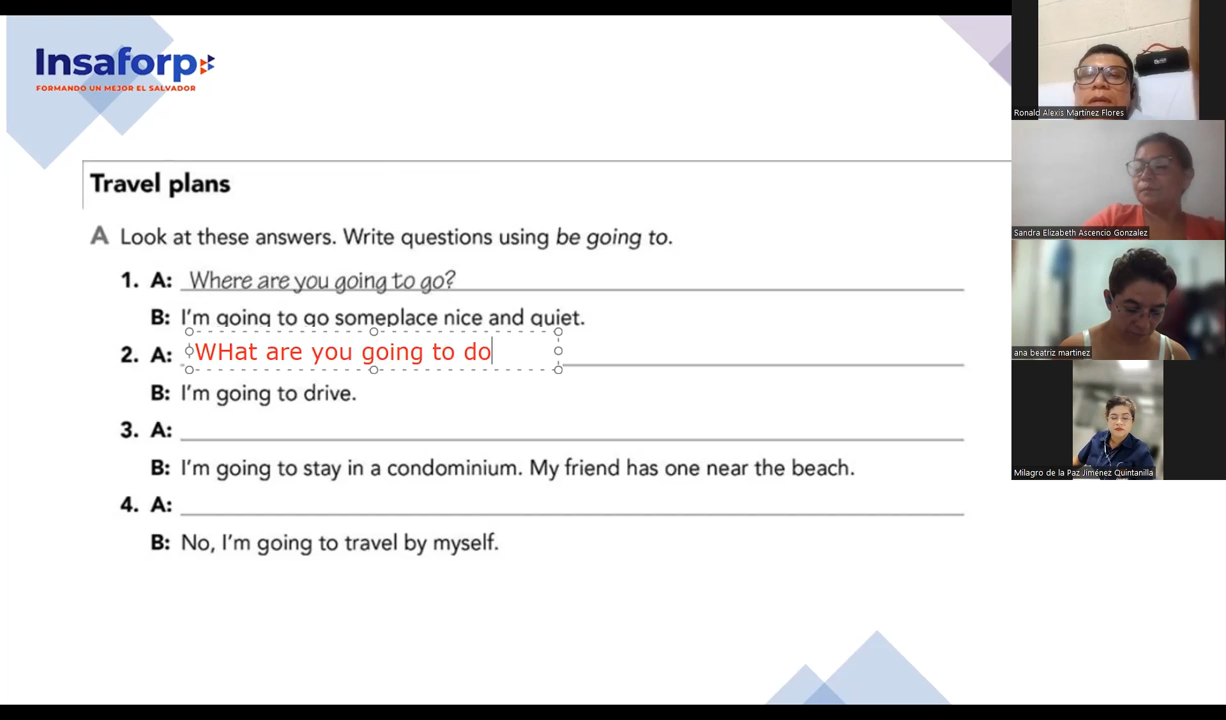 Insaforp
FORMANDO UN MEJOR EL SALVADOR
Travel plans
A Look at these answers. Write questions using be going to.
1. A: Where are you going to go?
B: I'm going to go someplace nice and quiet.
2. A: WHat are you going to do
B: I'm going to drive.
3. A:
B: I'm going to stay in a condominium. My friend has one near the beach.
4. A:
B: No, I'm going to travel by myself.
Ronald Alexis Martínez Flores
Sandra Elizabeth Ascencio Gonzalez
ana beatriz martinez
Milagro de la Paz Jiménez Quintanilla